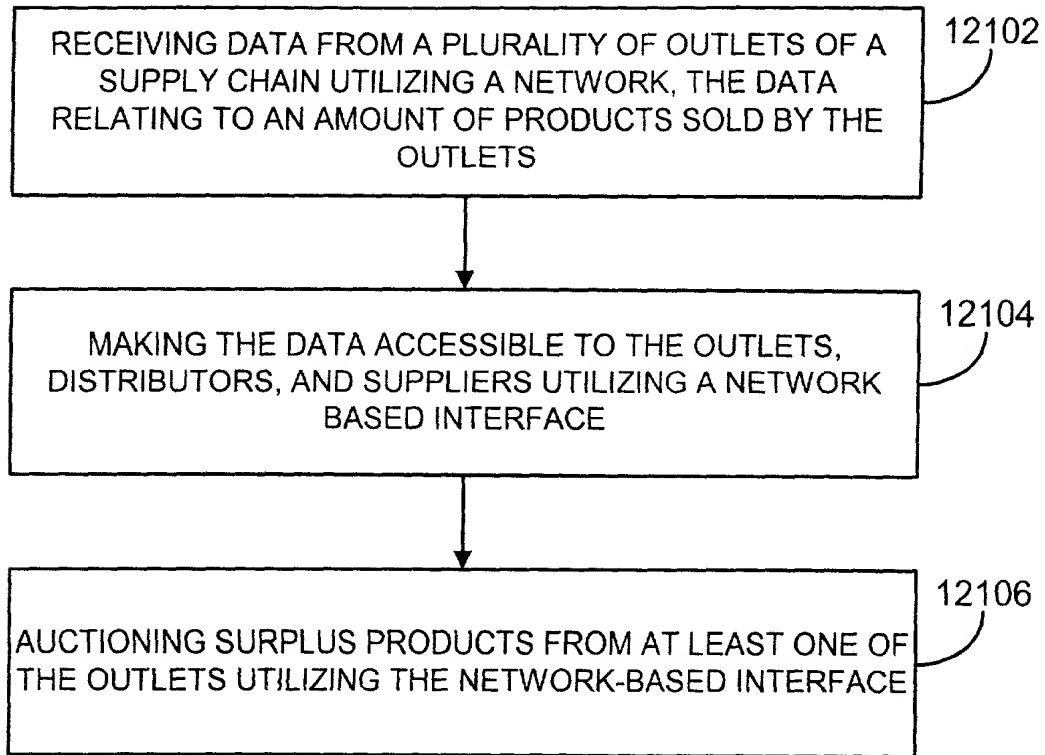 RECEIVING DATA FROM A PLURALITY OF OUTLETS OF A
SUPPLY CHAIN UTILIZING A NETWORK, THE DATA
RELATING TO AN AMOUNT OF PRODUCTS SOLD BY THE
OUTLETS
12102
MAKING THE DATA ACCESSIBLE TO THE OUTLETS,
DISTRIBUTORS, AND SUPPLIERS UTILIZING A NETWORK
BASED INTERFACE
12104
AUCTIONING SURPLUS PRODUCTS FROM AT LEAST ONE OF
THE OUTLETS UTILIZING THE NETWORK-BASED INTERFACE
12106